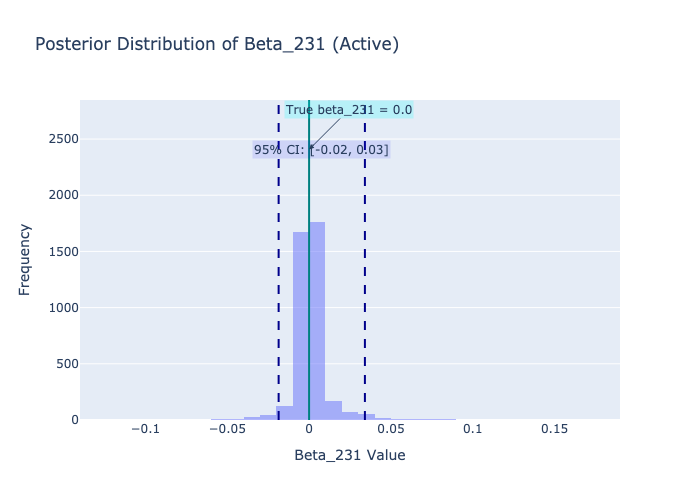 Posterior Distribution of Beta_231 (Active)
True beta_231 = 0.0
95% CI: [-0.02, 0.03]
2500
2000
1500
1000
500
0
Frequency
−0.1
−0.05
0
0.05
0.1
0.15
Beta_231 Value